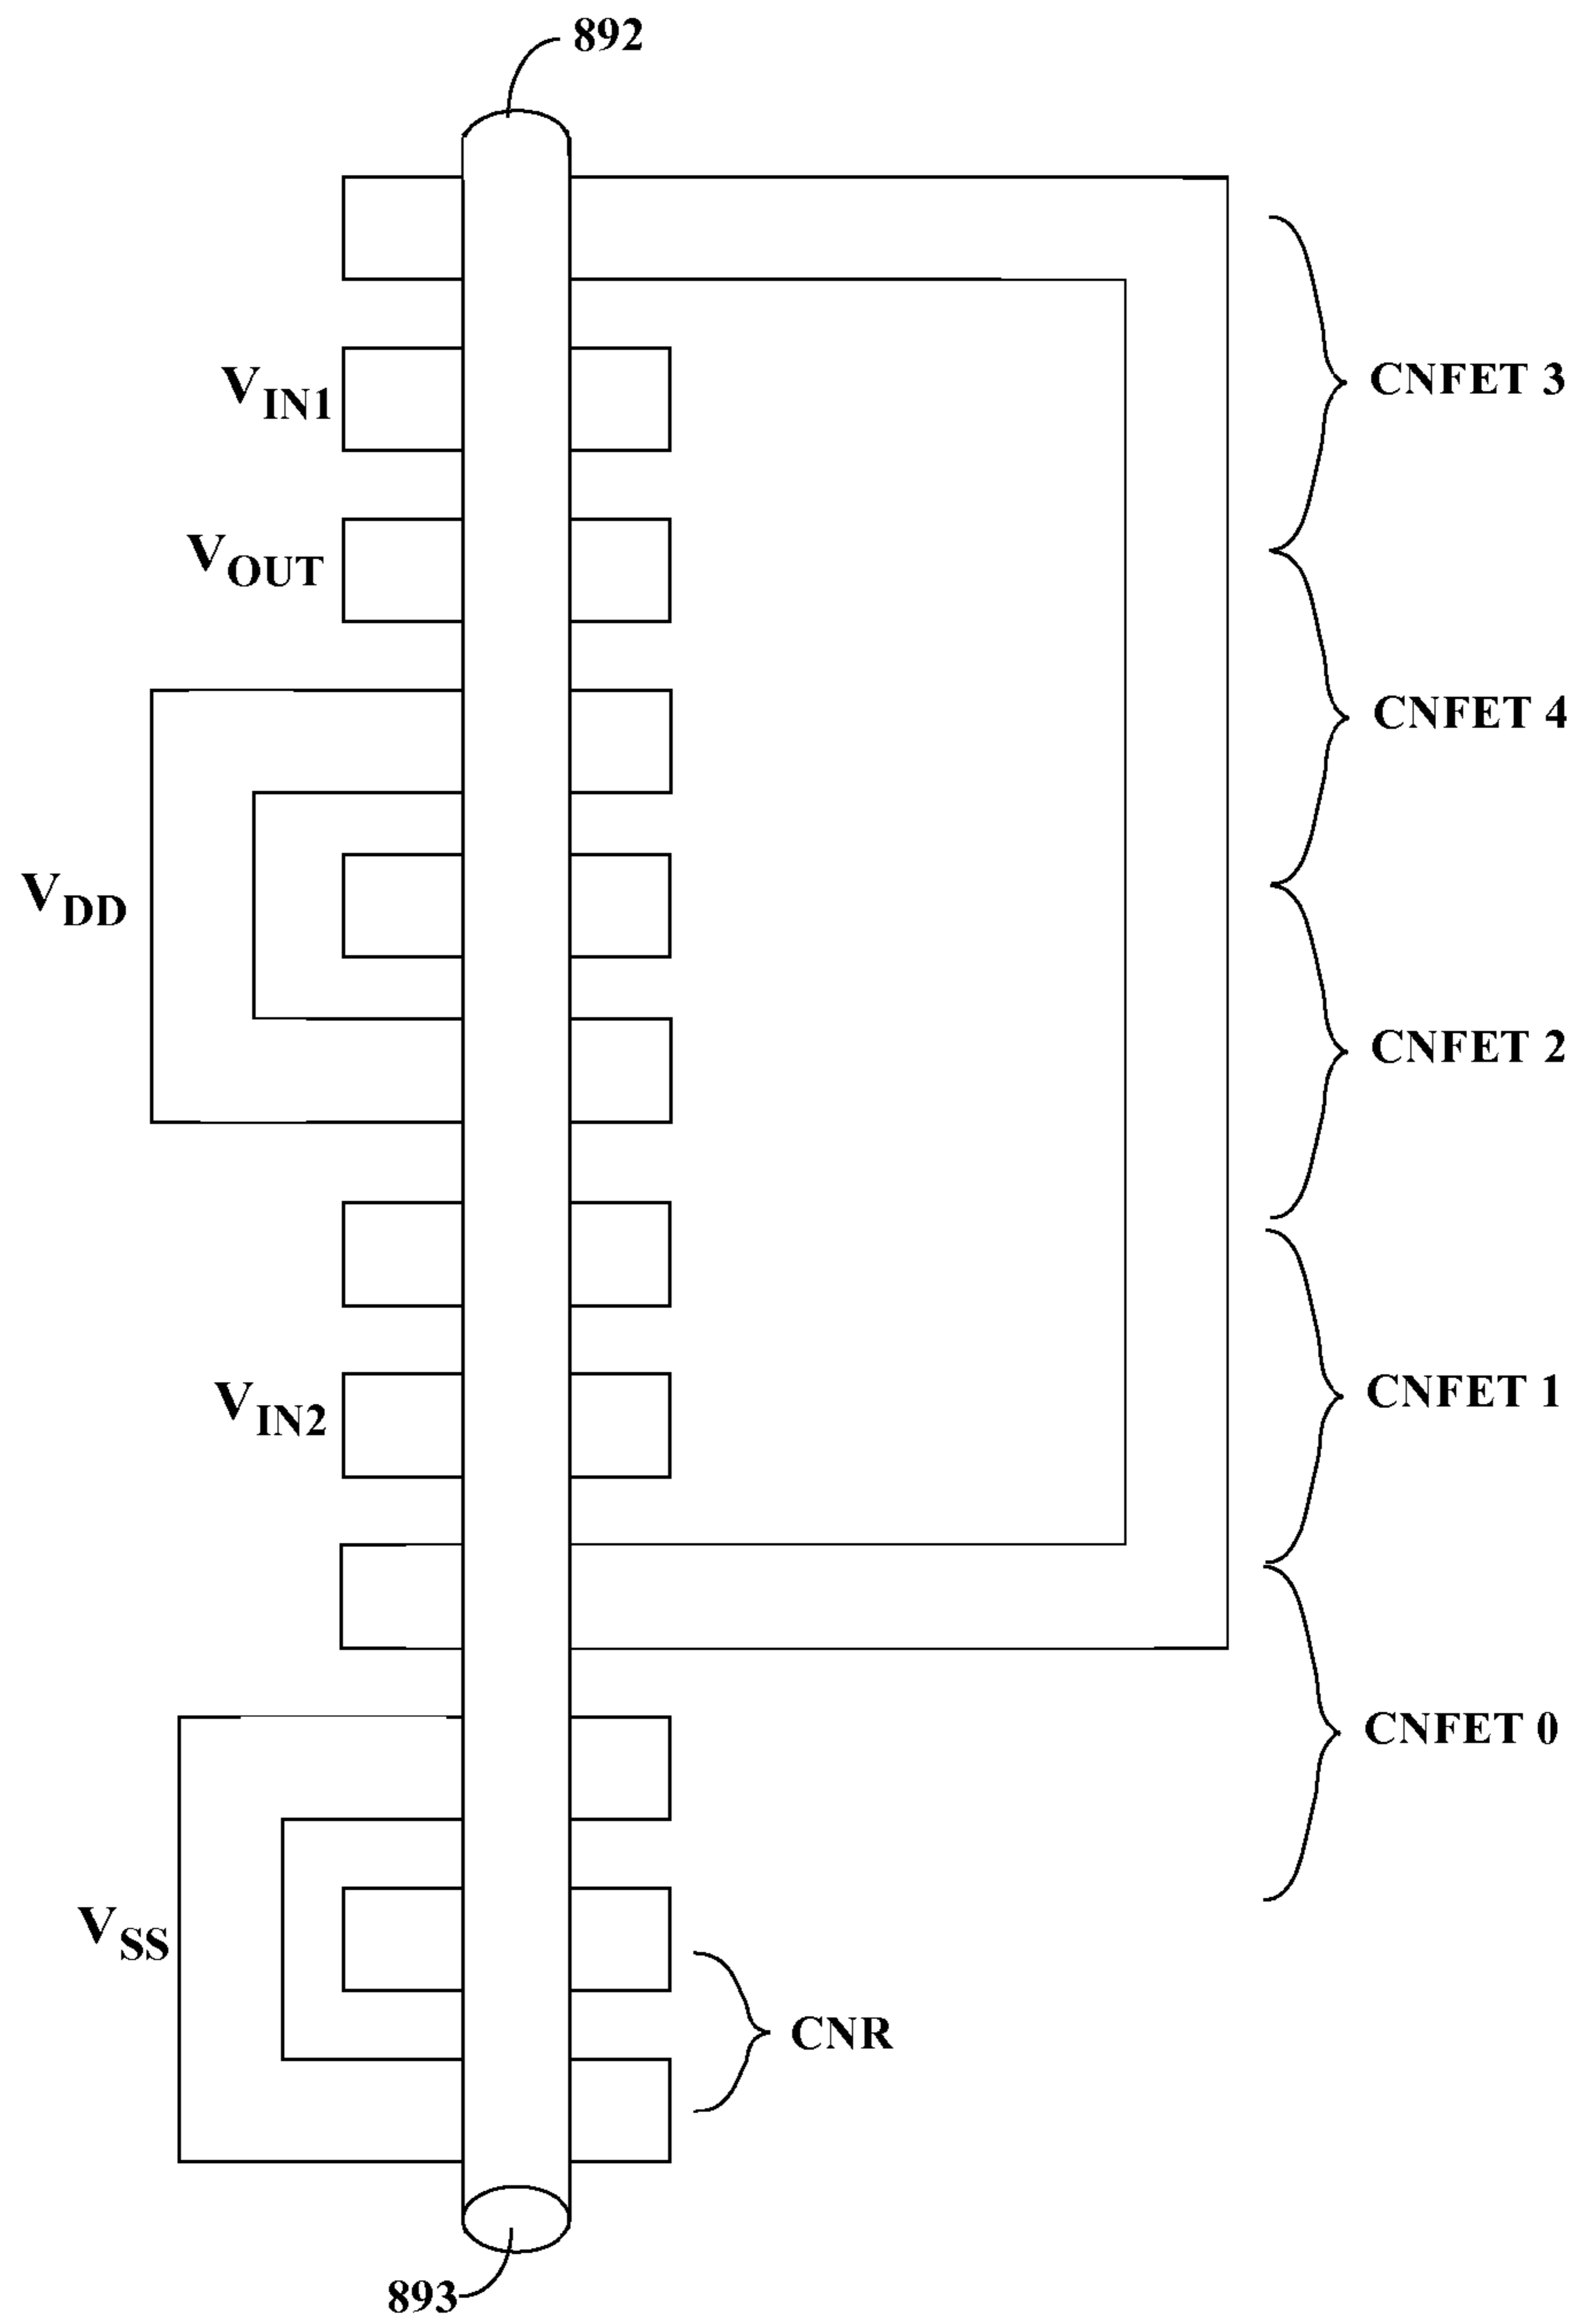 892
VIN1
CNFET 3
VOUT
CNFET 4
VDD
CNFET 2
VIN2
CNFET 1
CNFET 0
VSS
CNR
893